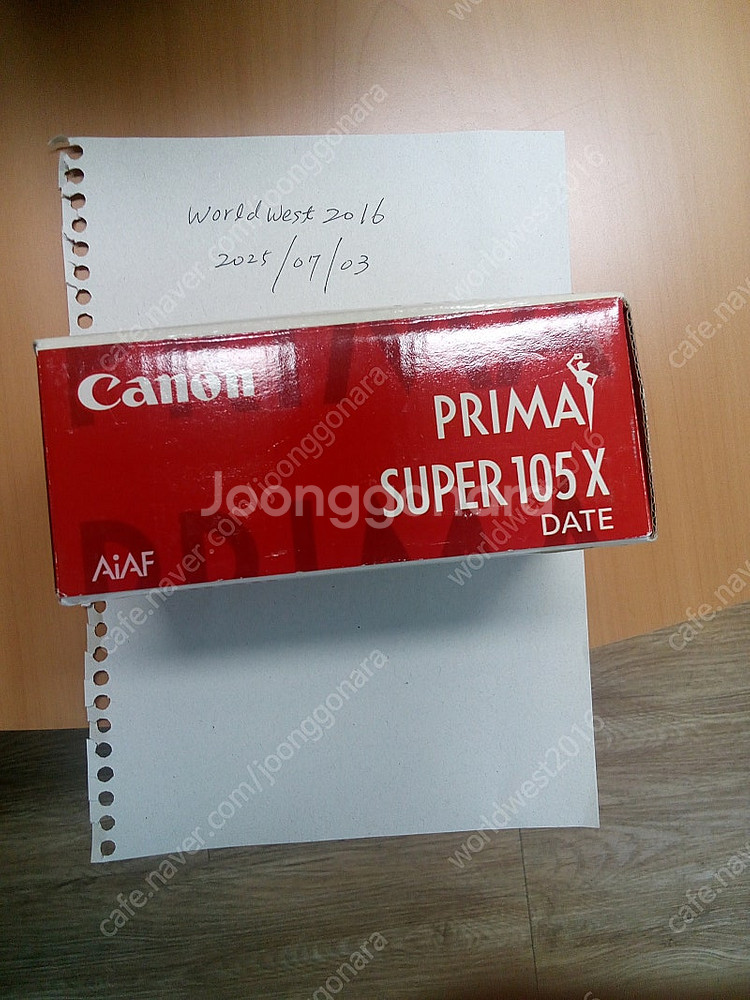 worldwest 2016
2025/07/03
Canon
PRIMA
SUPER 105 X
DATE
AiAF
Joonggonara
cafe.naver.com/joonggonara
worldwest2016